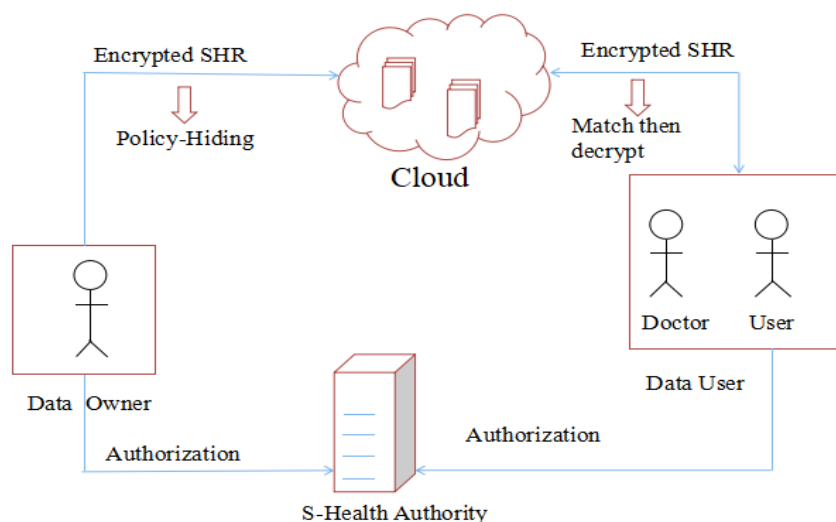 Encrypted SHR
Encrypted SHR
Policy-Hiding
Match then
decrypt
Cloud
Doctor
User
Data Owner
Data User
Authorization
Authorization
S-Health Authority